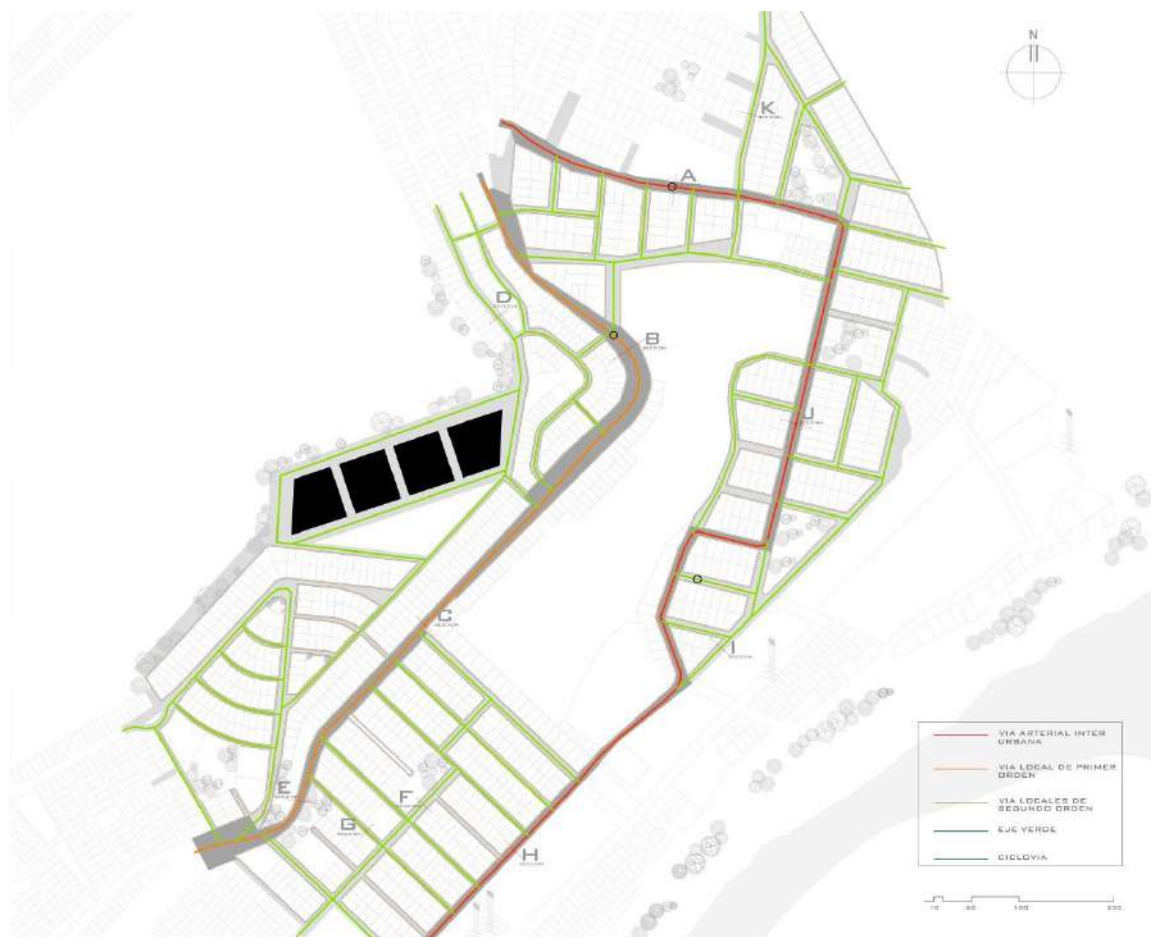 N
K
A
D
B
J
C
I
E
F
G
H
VIA ARTERIAL INTER
URBANA
VIA LOCAL DE PRIMER
ORDEN
VIA LOCALES DE
SEGUNDO ORDEN
EJE VERDE
CICLOVIA
10 50 100 200